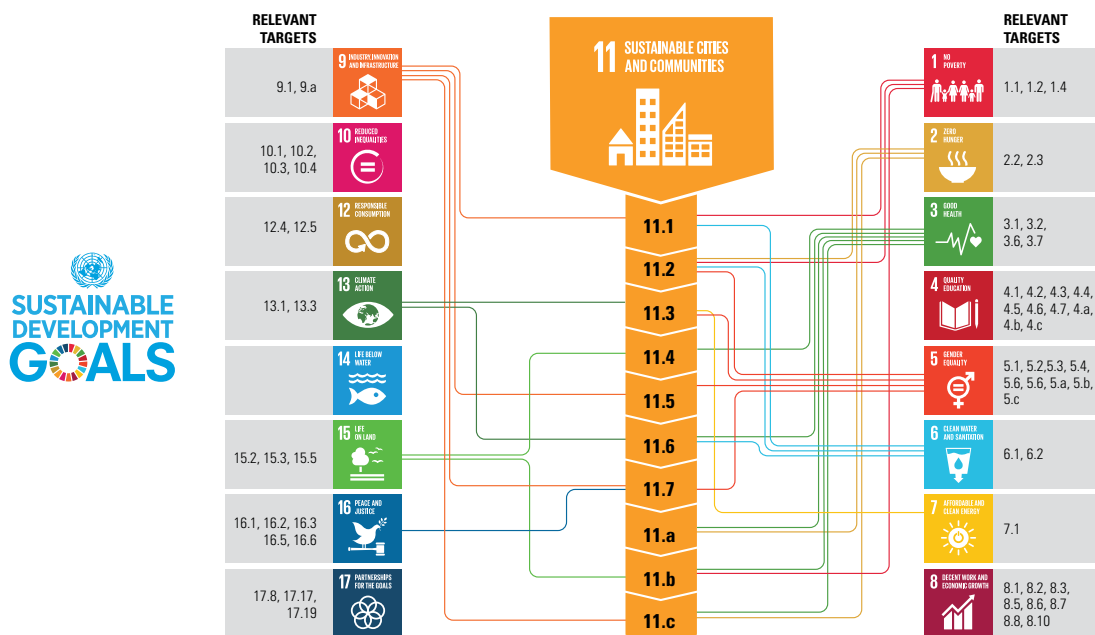 SUSTAINABLE
DEVELOPMENT
GOALS
RELEVANT
TARGETS
9.1, 9.a
9 INDUSTRY, INNOVATION
AND INFRASTRUCTURE
10.1, 10.2,
10.3, 10.4
10 REDUCED
INEQUALITIES
12.4, 12.5
12 RESPONSIBLE
CONSUMPTION
13.1, 13.3
13 CLIMATE
ACTION
14 LIFE BELOW
WATER
15.2, 15.3, 15.5
15 LIFE
ON LAND
16.1, 16.2, 16.3
16.5, 16.6
16 PEACE AND
JUSTICE
17.8, 17.17,
17.19
17 PARTNERSHIPS
FOR THE GOALS
11 SUSTAINABLE CITIES
AND COMMUNITIES
11.1
11.2
11.3
11.4
11.5
11.6
11.7
11.a
11.b
11.c
RELEVANT
TARGETS
1 NO
POVERTY
1.1, 1.2, 1.4
2 ZERO
HUNGER
2.2, 2.3
3 GOOD
HEALTH
3.1, 3.2,
3.6, 3.7
4 QUALITY
EDUCATION
4.1, 4.2, 4.3, 4.4,
4.5, 4.6, 4.7, 4.a,
4.b, 4.c
5 GENDER
EQUALITY
5.1, 5.2,5.3, 5.4,
5.6, 5.6, 5.a, 5.b,
5.c
6 CLEAN WATER
AND SANITATION
6.1, 6.2
7 AFFORDABLE AND
CLEAN ENERGY
7.1
8 DECENT WORK AND
ECONOMIC GROWTH
8.1, 8.2, 8.3,
8.5, 8.6, 8.7
8.8, 8.10